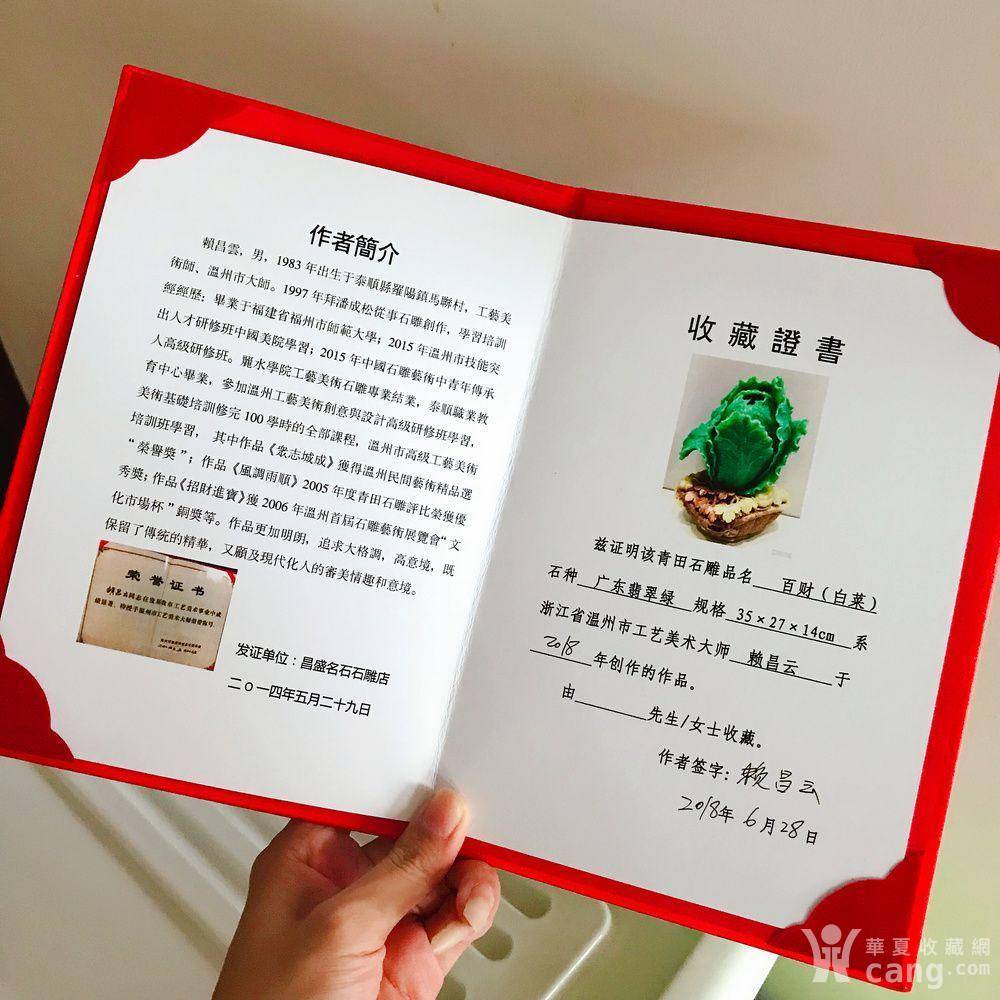 作者簡介
賴昌雲，男，1983年出生于泰順縣羅陽鎮馬聯村，工藝美
術師、溫州市大師。1997年拜潘成松從事石雕創作，學習培訓
經經歷：畢業于福建省福州市師範大學；2015年溫州市技能突
出人才研修班中國美院學習；2015年中國石雕藝術中青年傳承
人高級研修班。麗水學院工藝美術石雕專業結業，泰順職業教
育中心畢業，參加溫州工藝美術創意與設計高級研修班學習，
美術基礎培訓修完100學時的全部課程，溫州市高級工藝美術
培訓班學習， 其中作品《眾志城成》獲得溫州民間藝術精品選
“榮譽獎”；作品《風調雨順》2005年度青田石雕評比榮獲優
秀獎；作品《招財進寶》獲2006年溫州首屆石雕藝術展覽會“文
化市場杯”銅獎等。作品更加明朗，追求大格調，高意境，既
保留了傳統的精華，又顧及現代化人的審美情趣和意境。
荣誉证书
发证单位：昌盛名石石雕店
二o一四年五月二十九日
收藏證書
兹证明该青田石雕品名 百财（白菜）
石种 广东翡翠绿 规格 35×27×14cm 系
浙江省温州市工艺美术大师 赖昌云 于
2018 年创作的作品。
由 先生/女士收藏。
作者签字：赖昌云
2018年6月28日
華夏收藏網
cang.com